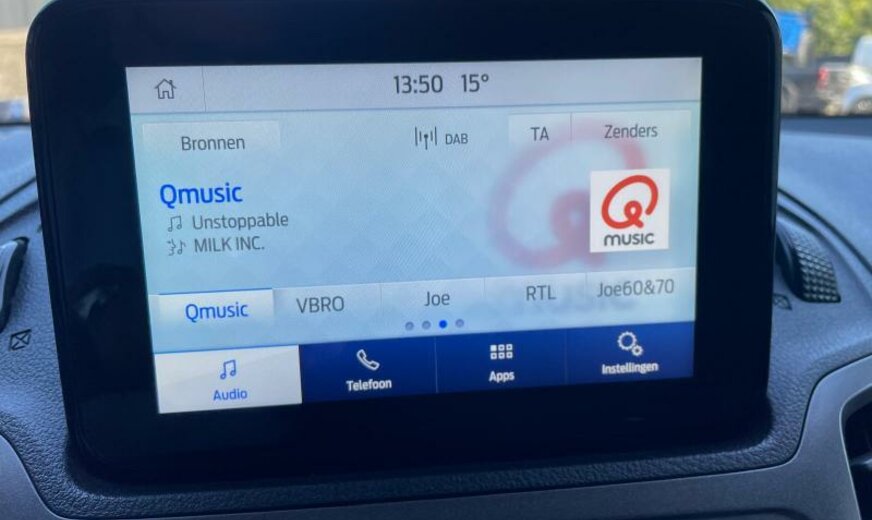 13:50 15°
Bronnen DAB TA Zenders
Qmusic
Unstoppable
MILK INC.
MUSIC
Qmusic VBRO Joe RTL Joe60&70
Audio Telefoon Apps Instellingen